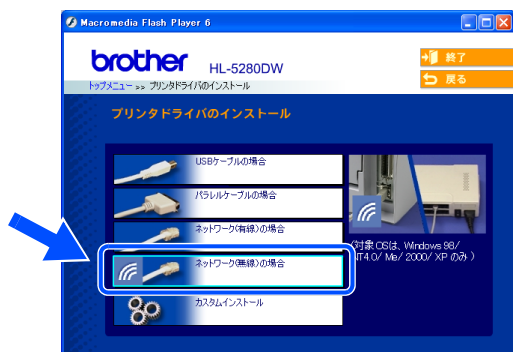 Macromedia Flash Player 6
brother
HL-5280DW
終了
戻る
トップメニュー >> プリンタドライバのインストール
プリンタドライバのインストール
USBケーブルの場合
パラレルケーブルの場合
ネットワーク(有線)の場合
ネットワーク(無線)の場合
カスタムインストール
(対象OSは、Windows 98/
NT4.0/ Me/ 2000/ XP のみ)